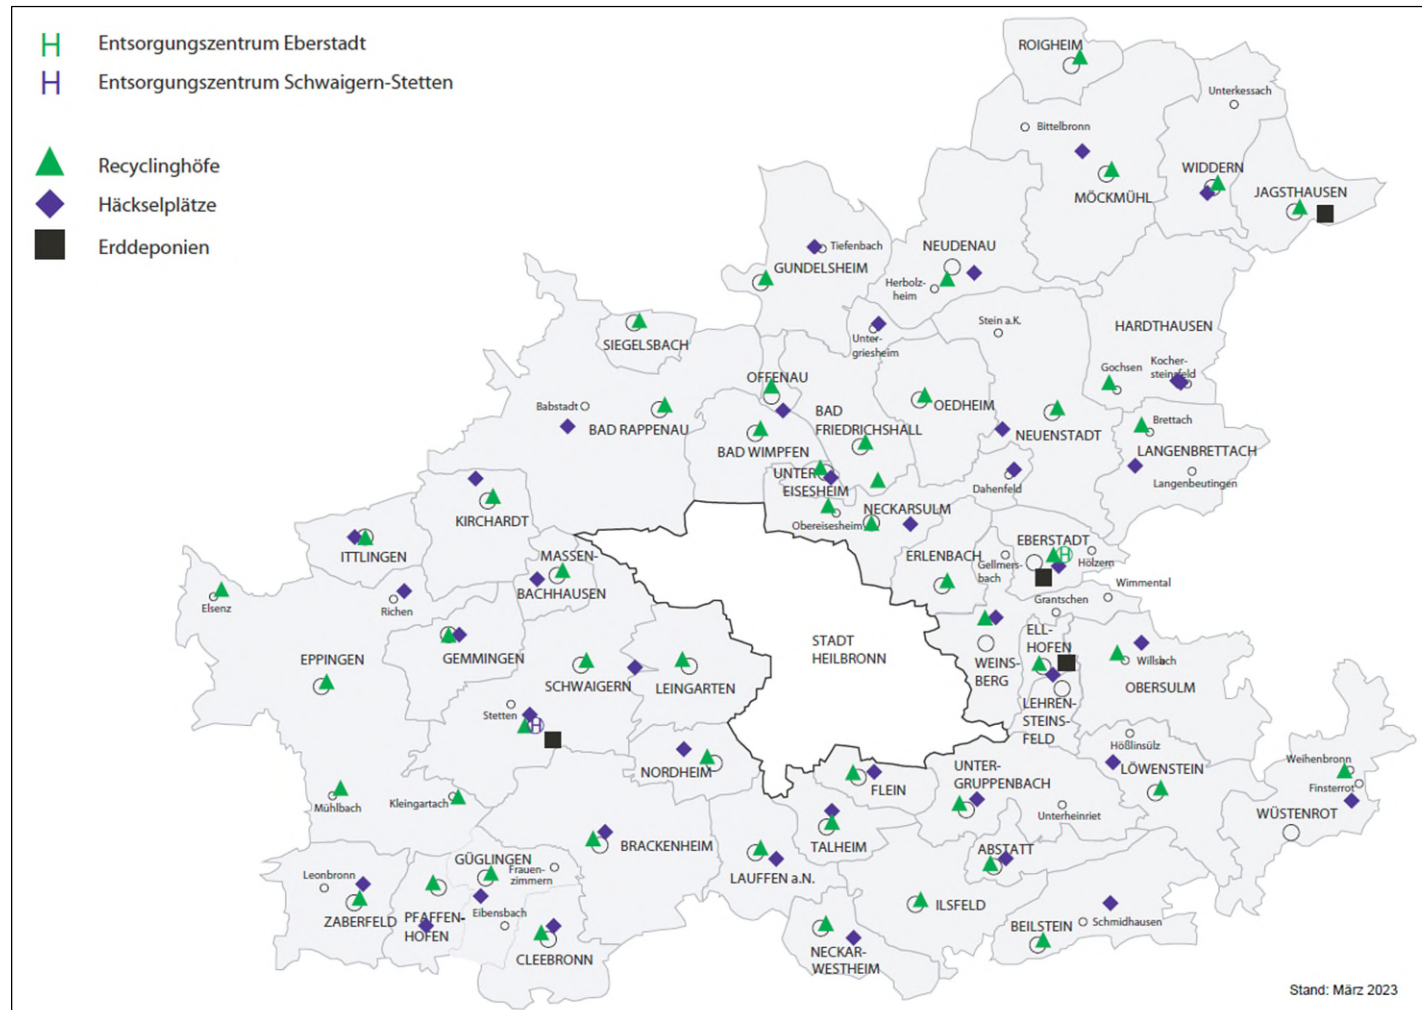 H Entsorgungszentrum Eberstadt
H Entsorgungszentrum Schwaigern-Stetten
Recyclinghöfe
Häckselplätze
Erddeponien
ROIGHEIM
Unterkessach
Bittelbronn
WIDDERN
MÖCKMÜHL
JAGSTHAUSEN
Tiefenbach
GUNDELSHEIM
NEUDENAU
Herbolz-
heim
Stein a.K.
HARDTHAUSEN
Unter-
griesheim
SIEGELSBACH
Gochsen
Kocher-
steinsfeld
OFFENAU
Babstadt
BAD RAPPENAU
BAD
FRIEDRICHSHALL
OEDHEIM
NEUENSTADT
Brettach
LANGENBRETTACH
Langenbeutingen
BAD WIMPFEN
UNTER
EISESHEIM
Dahenfeld
Obereisesheim
NECKARSULM
KIRCHARDT
ITTLINGEN
MASSEN-
BACHHAUSEN
ERLENBACH
EBERSTADT
H
Gellmers-
bach
Hölzern
Wimmental
Grantschen
Elsenz
Richen
EPPINGEN
GEMMINGEN
SCHWAIGERN
LEINGARTEN
STADT
HEILBRONN
WEINS-
BERG
ELL-
HOFEN
Willsbach
OBERSULM
LEHREN-
STEINS-
FELD
Stetten
H
NORDHEIM
Hößlinsülz
LÖWENSTEIN
Weihenbronn
Finsterrot
WÜSTENROT
UNTER-
GRUPPENBACH
Unterheinriet
FLEIN
TALHEIM
Mühlbach
Kleingartach
BRACKENHEIM
GÜGLINGEN
Frauen-
zimmern
LAUFFEN a.N.
ABSTATT
Leonbronn
ZABERFELD
PFAFFEN-
HOFEN
Eibensbach
CLEEBRONN
ILSFELD
BEILSTEIN
Schmidhausen
NECKAR-
WESTHEIM
Stand: März 2023